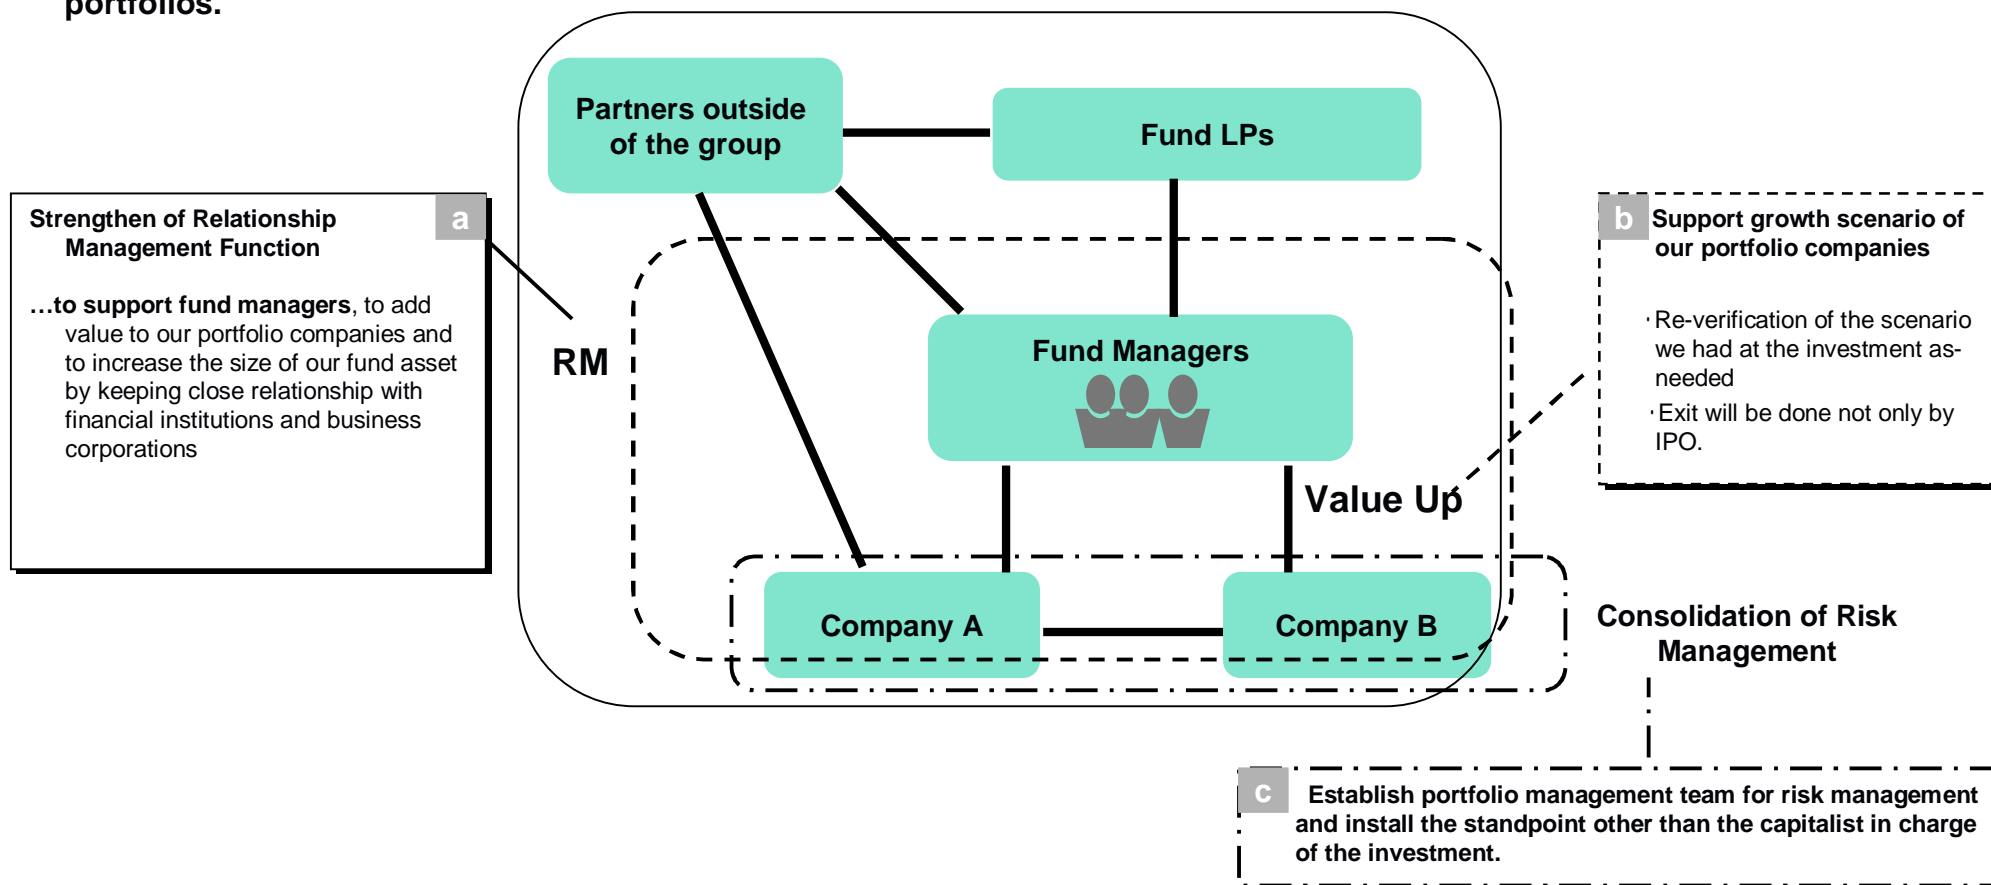 portfolios.
Partners outside
of the group
Fund LPs
a
Strengthen of Relationship
Management Function
…to support fund managers, to add
value to our portfolio companies and
to increase the size of our fund asset
by keeping close relationship with
financial institutions and business
corporations
RM
Fund Managers
Value Up
b
Support growth scenario of
our portfolio companies
·Re-verification of the scenario
we had at the investment as-
needed
·Exit will be done not only by
IPO.
Company A
Company B
Consolidation of Risk
Management
c
Establish portfolio management team for risk management
and install the standpoint other than the capitalist in charge
of the investment.